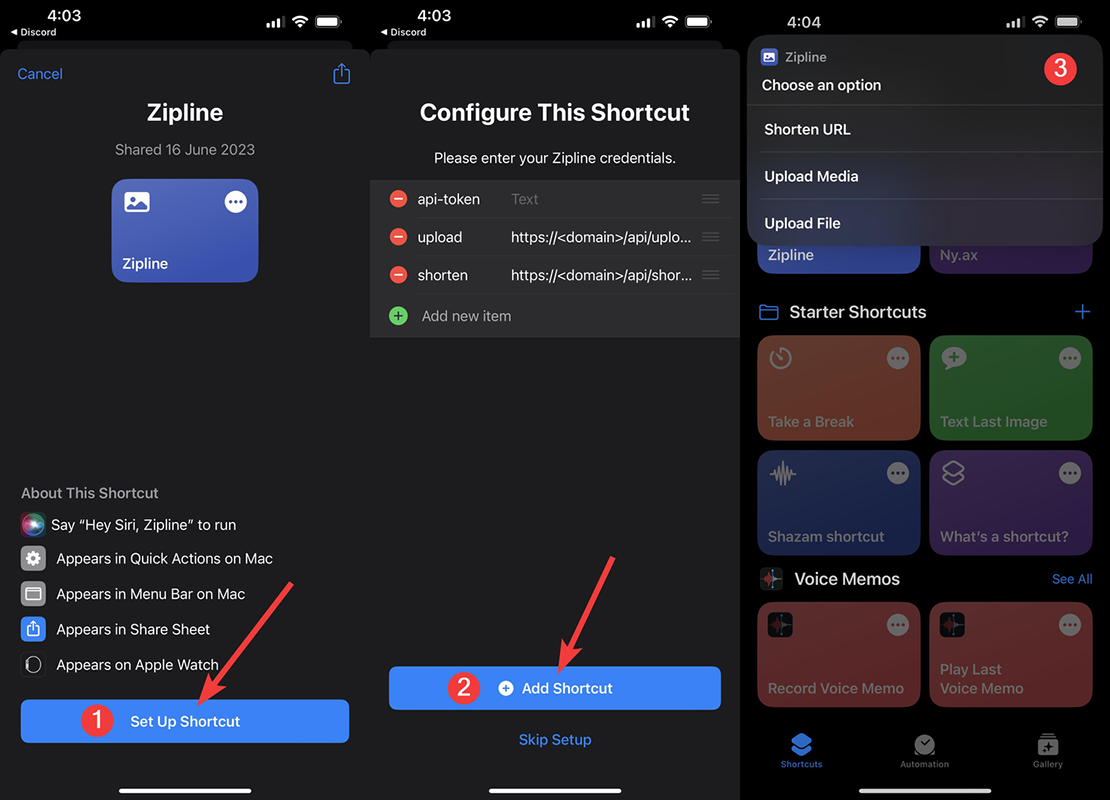 4:03
◀ Discord
Cancel
Zipline
Shared 16 June 2023
Zipline
About This Shortcut
Say “Hey Siri, Zipline” to run
Appears in Quick Actions on Mac
Appears in Menu Bar on Mac
Appears in Share Sheet
Appears on Apple Watch
1 Set Up Shortcut
4:03
◀ Discord
Configure This Shortcut
Please enter your Zipline credentials.
api-token Text
upload https://<domain>/api/uplo...
shorten https://<domain>/api/shor...
Add new item
2 Add Shortcut
Skip Setup
4:04
Zipline
3
Choose an option
Shorten URL
Upload Media
Upload File
Zipline Ny.ax
Starter Shortcuts
Take a Break Text Last Image
Shazam shortcut What's a shortcut?
Voice Memos See All
Record Voice Memo
Play Last
Voice Memo
Shortcuts Automation Gallery